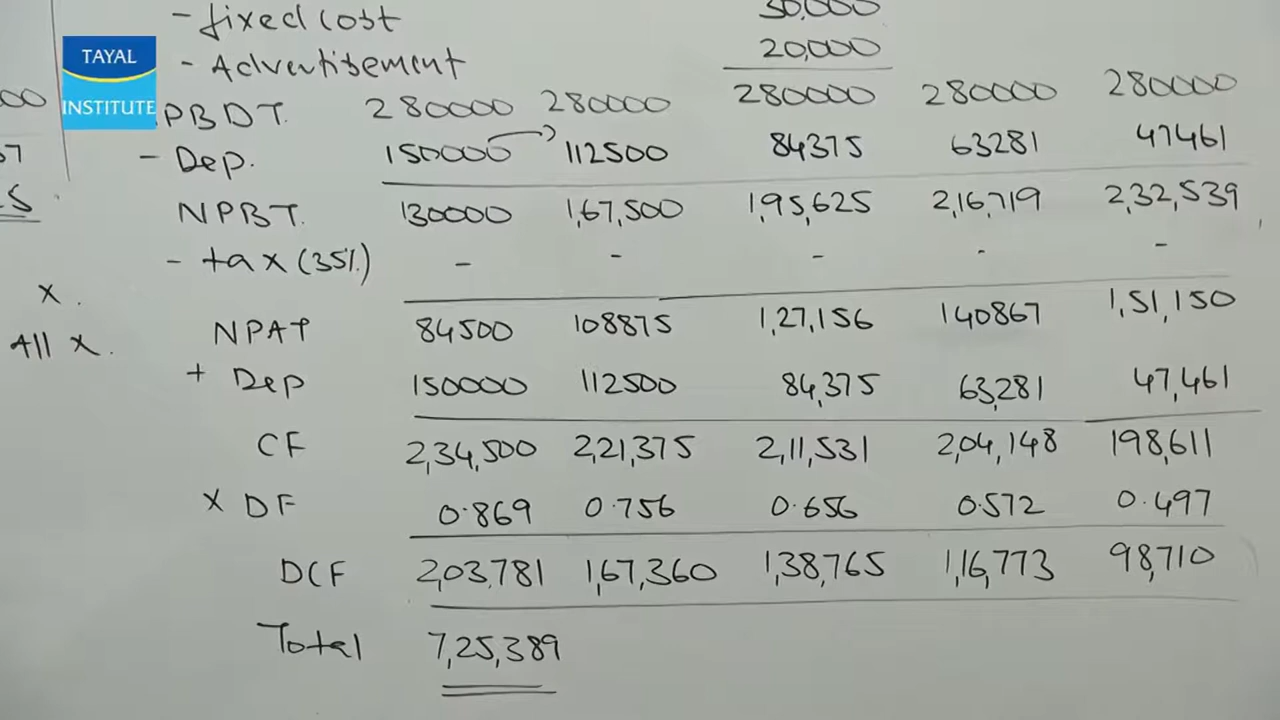 - fixed cost 30,000
- Advertisement 20,000
TAYAL
INSTITUTE
PBDT. 280000 280000 280000 280000 280000
- Dep. 150000 112500 84375 63281 47461
NPBT. 130000 1,67,500 1,95,625 2,16,719 2,32,539
- tax (35%) - - - - -
x.
NPAT 84500 108875 1,27,156 140867 1,51,150
All x.
+ Dep 150000 112500 84,375 63,281 47,461
CF 2,34,500 2,21,375 2,11,531 2,04,148 198,611
x DF 0.869 0.756 0.656 0.572 0.497
DCF 2,03,781 1,67,360 1,38,765 1,16,773 98,710
Total 7,25,389